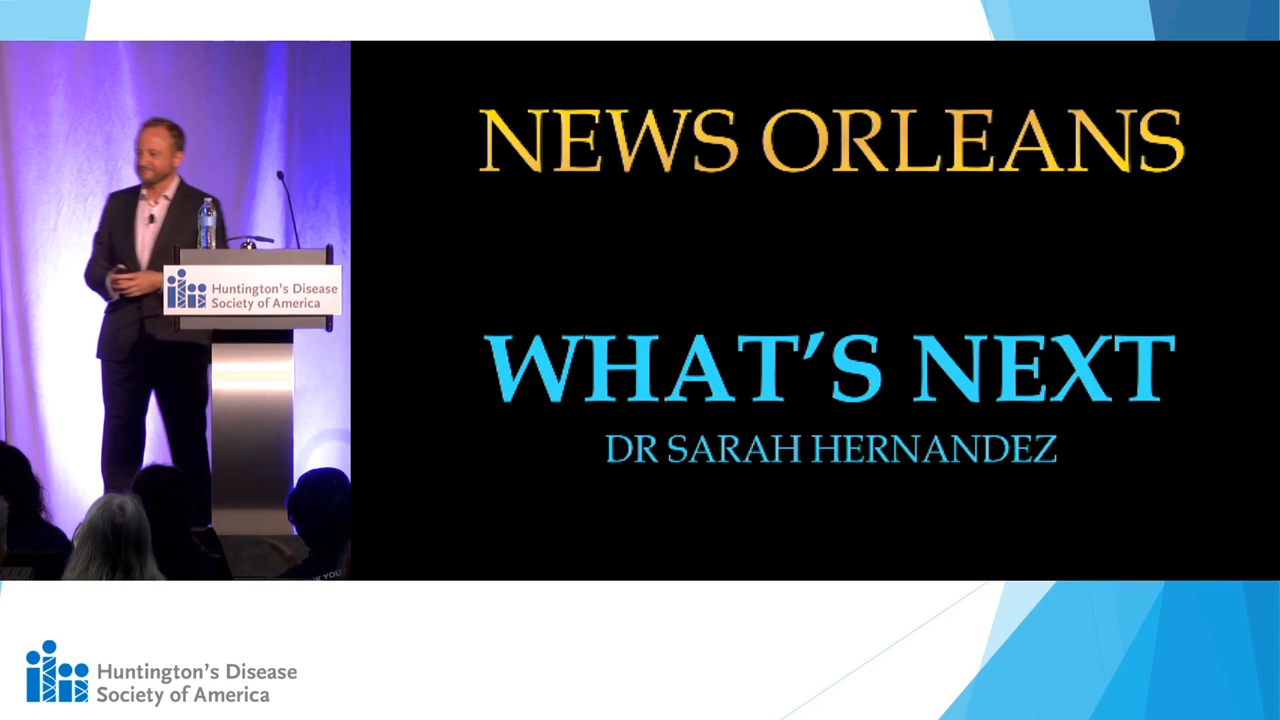 NEWS ORLEANS
WHAT'S NEXT
DR SARAH HERNANDEZ
Huntington's Disease
Society of America
Huntington's Disease
Society of America